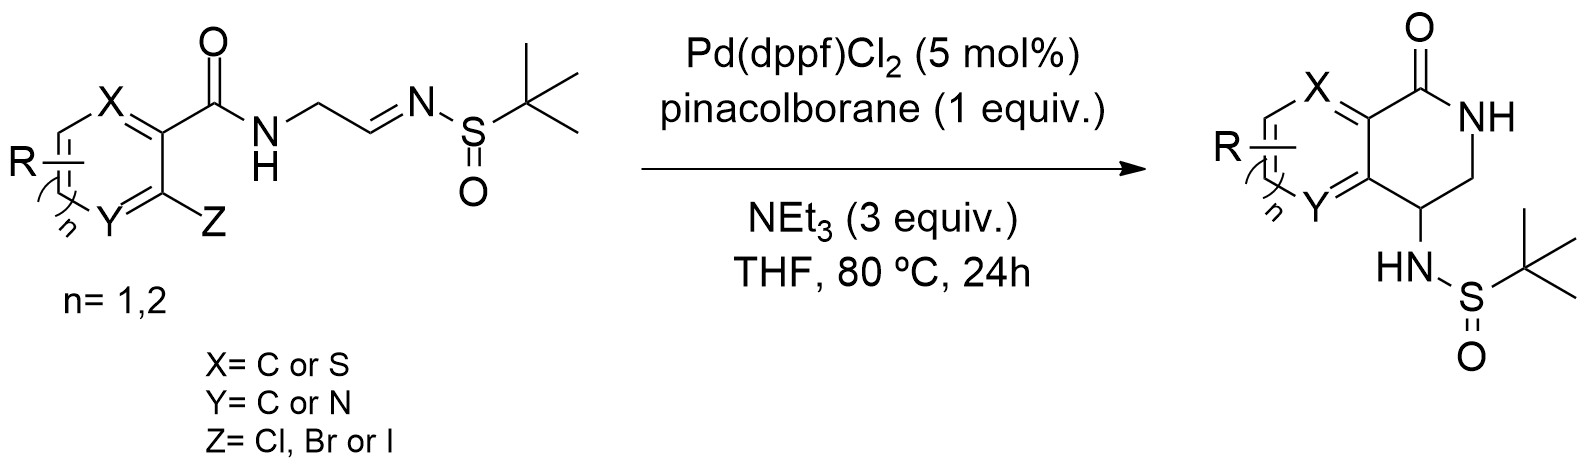 O
X
N
H
N
S
O
R
n
Y
Z
n= 1,2
X= C or S
Y= C or N
Z= Cl, Br or I
Pd(dppf)Cl₂ (5 mol%)
pinacolborane (1 equiv.)
NEt₃ (3 equiv.)
THF, 80 ºC, 24h
O
X
NH
R
n
Y
HN
S
O